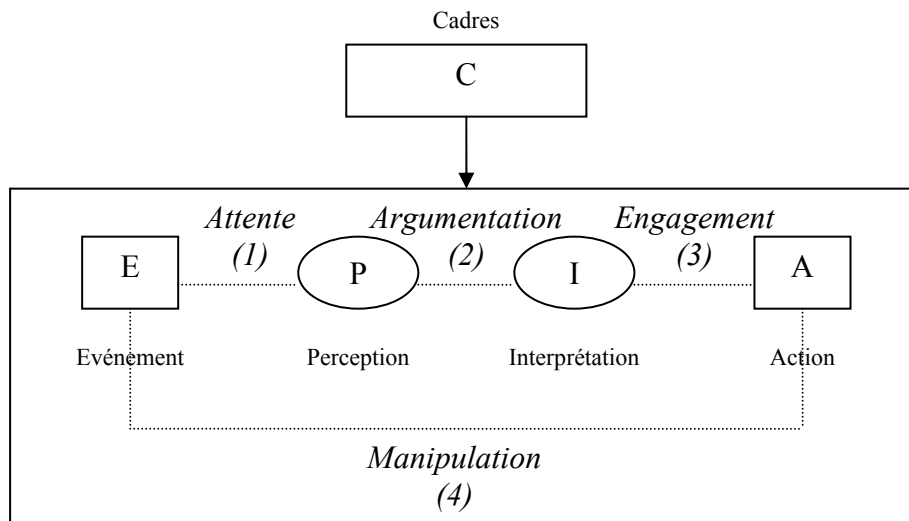 Cadres
C
Attente
(1)
Argumentation
(2)
Engagement
(3)
E
P
I
A
Evénement
Perception
Interprétation
Action
Manipulation
(4)